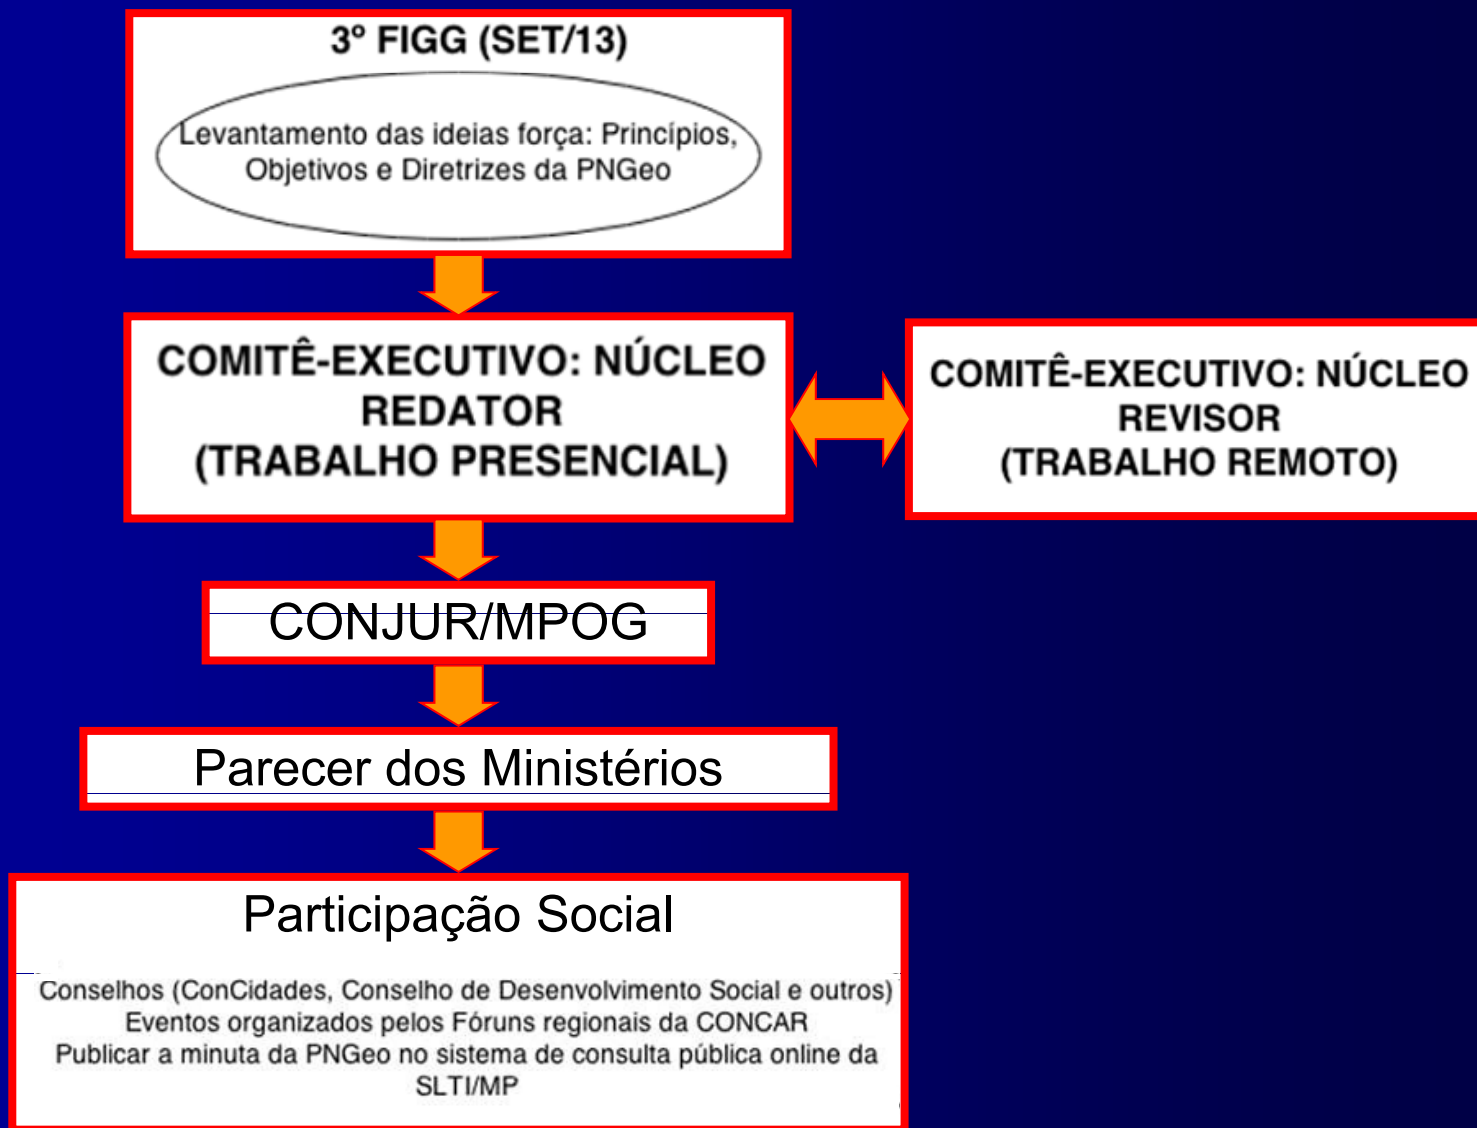 3º FIGG (SET/13)
Levantamento das ideias força: Princípios,
Objetivos e Diretrizes da PNGeo
COMITÊ-EXECUTIVO: NÚCLEO
REDATOR
(TRABALHO PRESENCIAL)
COMITÊ-EXECUTIVO: NÚCLEO
REVISOR
(TRABALHO REMOTO)
CONJUR/MPOG
Parecer dos Ministérios
Participação Social
Conselhos (ConCidades, Conselho de Desenvolvimento Social e outros)
Eventos organizados pelos Fóruns regionais da CONCAR
Publicar a minuta da PNGeo no sistema de consulta pública online da
SLTI/MP